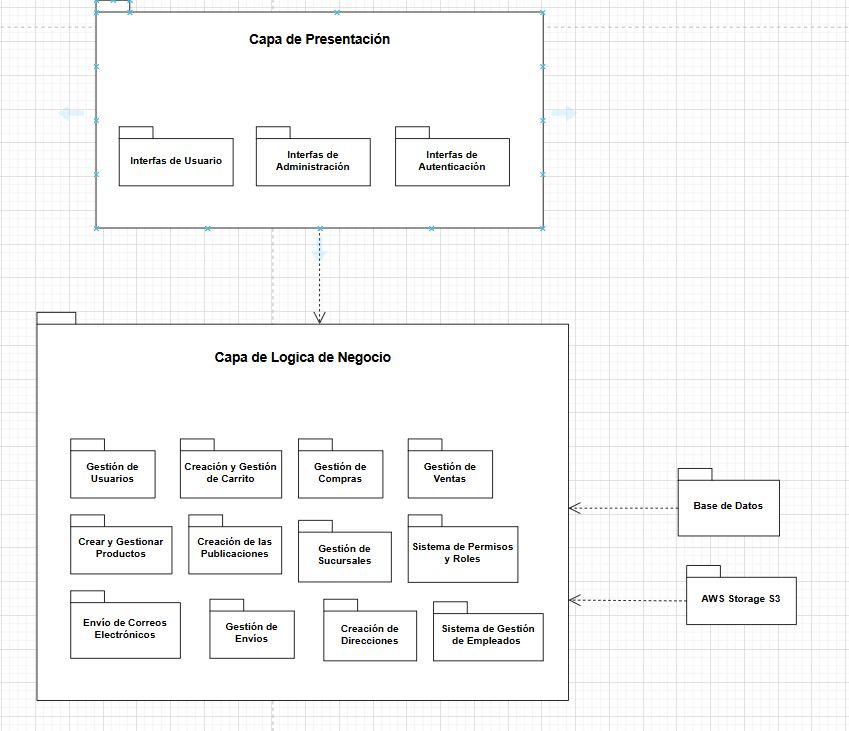 Capa de Presentación
Interfas de Usuario
Interfas de
Administración
Interfas de
Autenticación
Capa de Logica de Negocio
Gestión de
Usuarios
Creación y Gestión
de Carrito
Gestión de
Compras
Gestión de
Ventas
Crear y Gestionar
Productos
Creación de las
Publicaciones
Gestión de
Sucursales
Sistema de Permisos
y Roles
Envío de Correos
Electrónicos
Gestión de
Envíos
Creación de
Direcciones
Sistema de Gestión
de Empleados
Base de Datos
AWS Storage S3